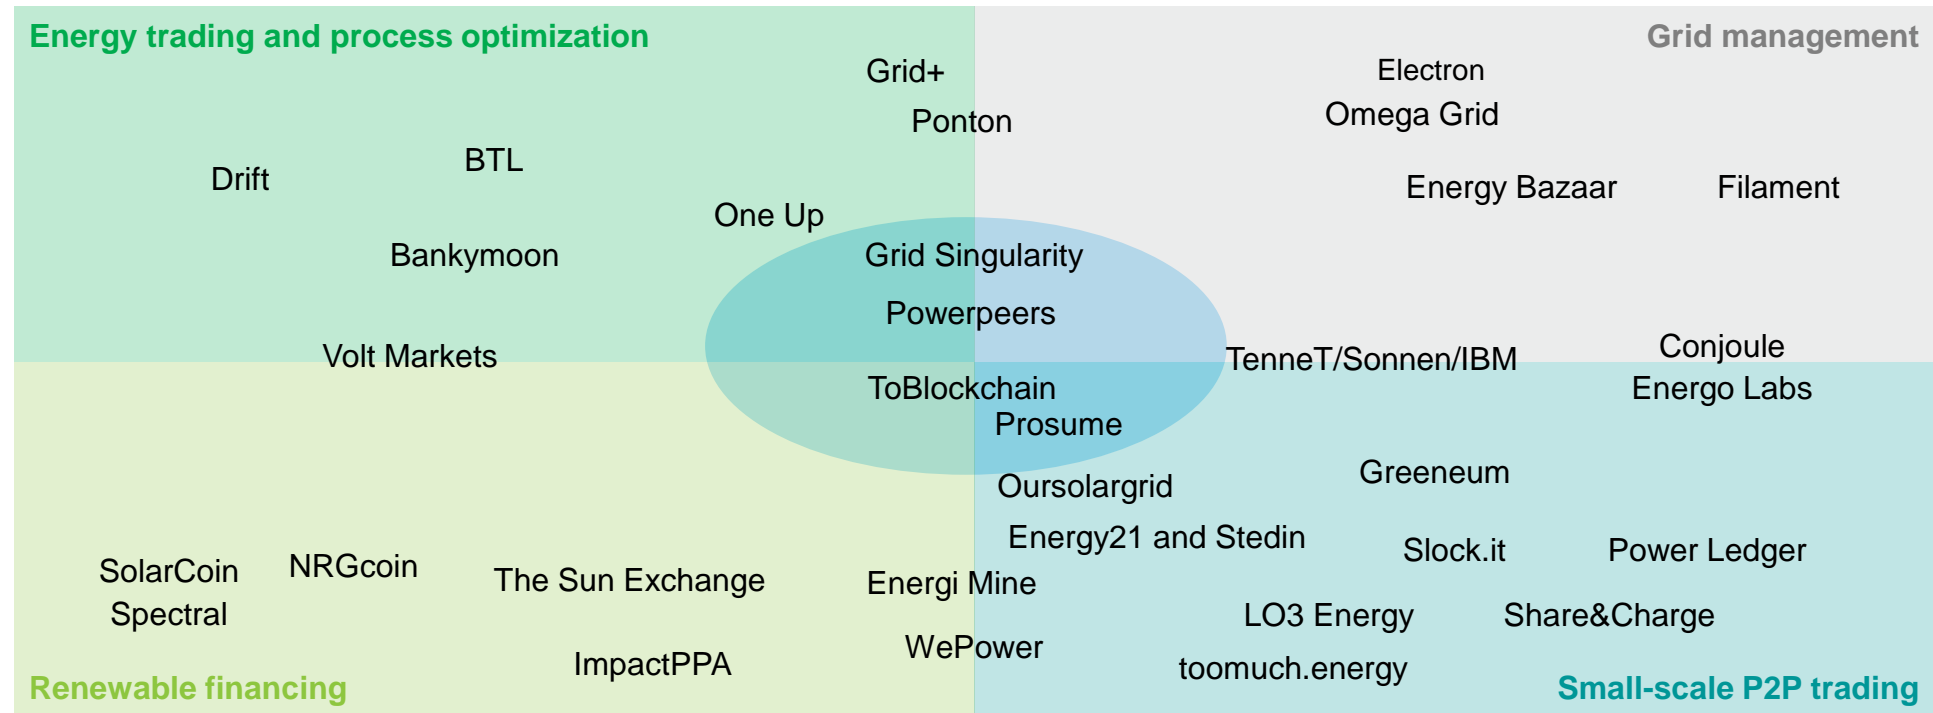 Energy trading and process optimization
Grid management
Grid+
Electron
Ponton
Omega Grid
BTL
Drift
Energy Bazaar
Filament
One Up
Bankymoon
Grid Singularity
Powerpeers
Volt Markets
TenneT/Sonnen/IBM
Conjoule
ToBlockchain
Energo Labs
Prosume
Oursolargrid
Greeneum
Energy21 and Stedin
Slock.it
Power Ledger
SolarCoin
NRGcoin
The Sun Exchange
Energi Mine
Spectral
LO3 Energy
Share&Charge
ImpactPPA
WePower
toomuch.energy
Renewable financing
Small-scale P2P trading